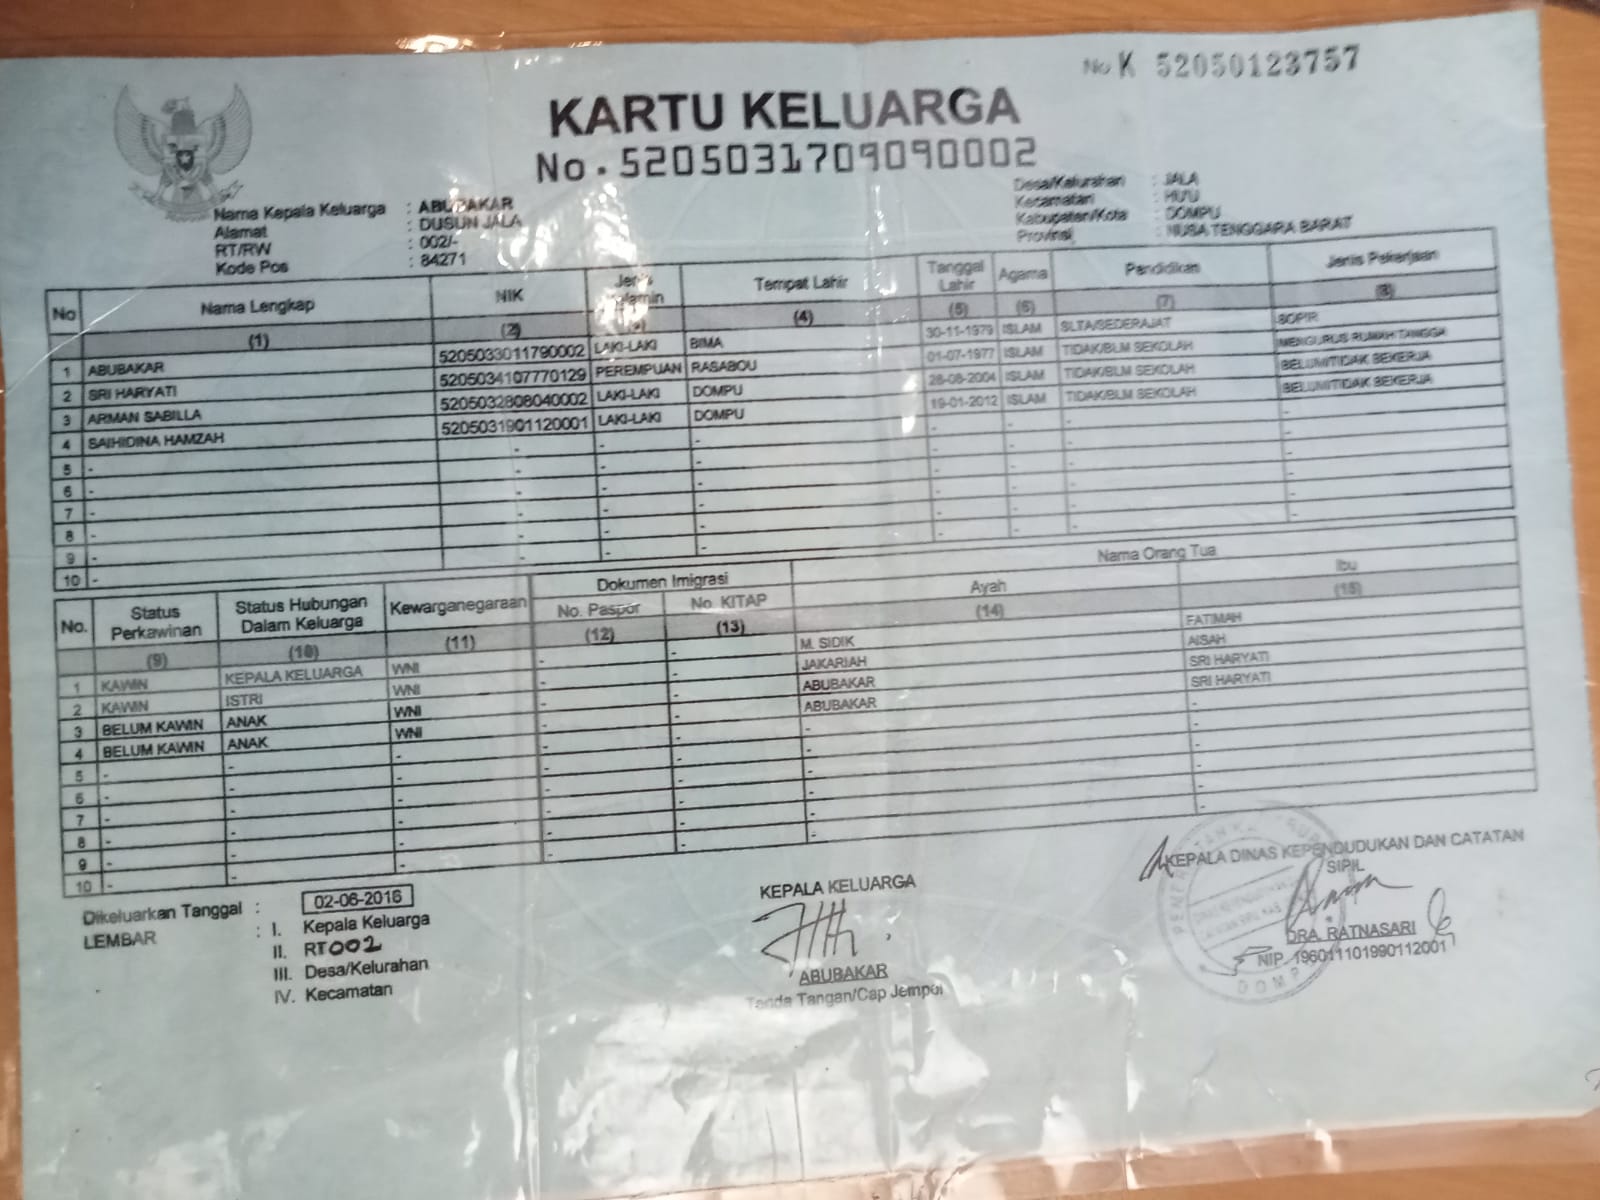 No K 52050123757
KARTU KELUARGA
No. 5205031709090002
Nama Kepala Keluarga : ABUBAKAR
Alamat : DUSUN JALA
RT/RW : 002/-
Kode Pos : 84271
Desa/Kelurahan : JALA
Kecamatan : HU'U
Kabupaten/Kota : DOMPU
Provinsi : NUSA TENGGARA BARAT
No Nama Lengkap NIK Jenis Kelamin Tempat Lahir Tanggal Lahir Agama Pendidikan Jenis Pekerjaan
(1) (2) (4) (5) (6) (7) (8)
1 ABUBAKAR 5205033011790002 LAKI-LAKI BIMA 30-11-1979 ISLAM SLTA/SEDERAJAT SOPIR
2 SRI HARYATI 5205034107770129 PEREMPUAN RASABOU 01-07-1977 ISLAM TIDAK/BLM SEKOLAH MENGURUS RUMAH TANGGA
3 ARMAN SABILLA 5205032808040002 LAKI-LAKI DOMPU 28-08-2004 ISLAM TIDAK/BLM SEKOLAH BELUM/TIDAK BEKERJA
4 SAIHIDINA HAMZAH 5205031901120001 LAKI-LAKI DOMPU 19-01-2012 ISLAM TIDAK/BLM SEKOLAH BELUM/TIDAK BEKERJA
5 - - - - - - - -
6 - - - - - - - -
7 - - - - - - - -
8 - - - - - - - -
9 - - - - - - - -
10 -
No. Status Perkawinan Status Hubungan Dalam Keluarga Kewarganegaraan Dokumen Imigrasi Nama Orang Tua
No. Paspor No. KITAP Ayah Ibu
(9) (10) (11) (12) (13) (14) (15)
1 KAWIN KEPALA KELUARGA WNI - - M. SIDIK FATIMAH
2 KAWIN ISTRI WNI - - JAKARIAH AISAH
3 BELUM KAWIN ANAK WNI - - ABUBAKAR SRI HARYATI
4 BELUM KAWIN ANAK WNI - - ABUBAKAR SRI HARYATI
5 - - - - - - -
6 - - - - - - -
7 - - - - - - -
8 - - - - - - -
9 - - - - - - -
10 - - - - - - -
Dikeluarkan Tanggal : 02-06-2016
LEMBAR : I. Kepala Keluarga
II. RT 002
III. Desa/Kelurahan
IV. Kecamatan
KEPALA KELUARGA
ABUBAKAR
Tanda Tangan/Cap Jempol
KEPALA DINAS KEPENDUDUKAN DAN CATATAN
SIPIL
DRA. RATNASARI
NIP. 196011101990112001